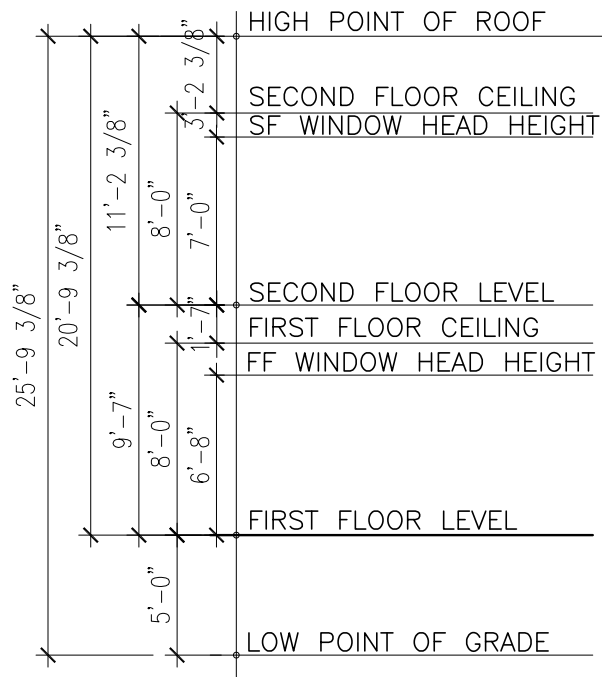 HIGH POINT OF ROOF
3'-2 3/8"
SECOND FLOOR CEILING
SF WINDOW HEAD HEIGHT
11'-2 3/8"
8'-0"
7'-0"
20'-9 3/8"
25'-9 3/8"
SECOND FLOOR LEVEL
1'-7"
FIRST FLOOR CEILING
FF WINDOW HEAD HEIGHT
9'-7"
8'-0"
6'-8"
FIRST FLOOR LEVEL
5'-0"
LOW POINT OF GRADE